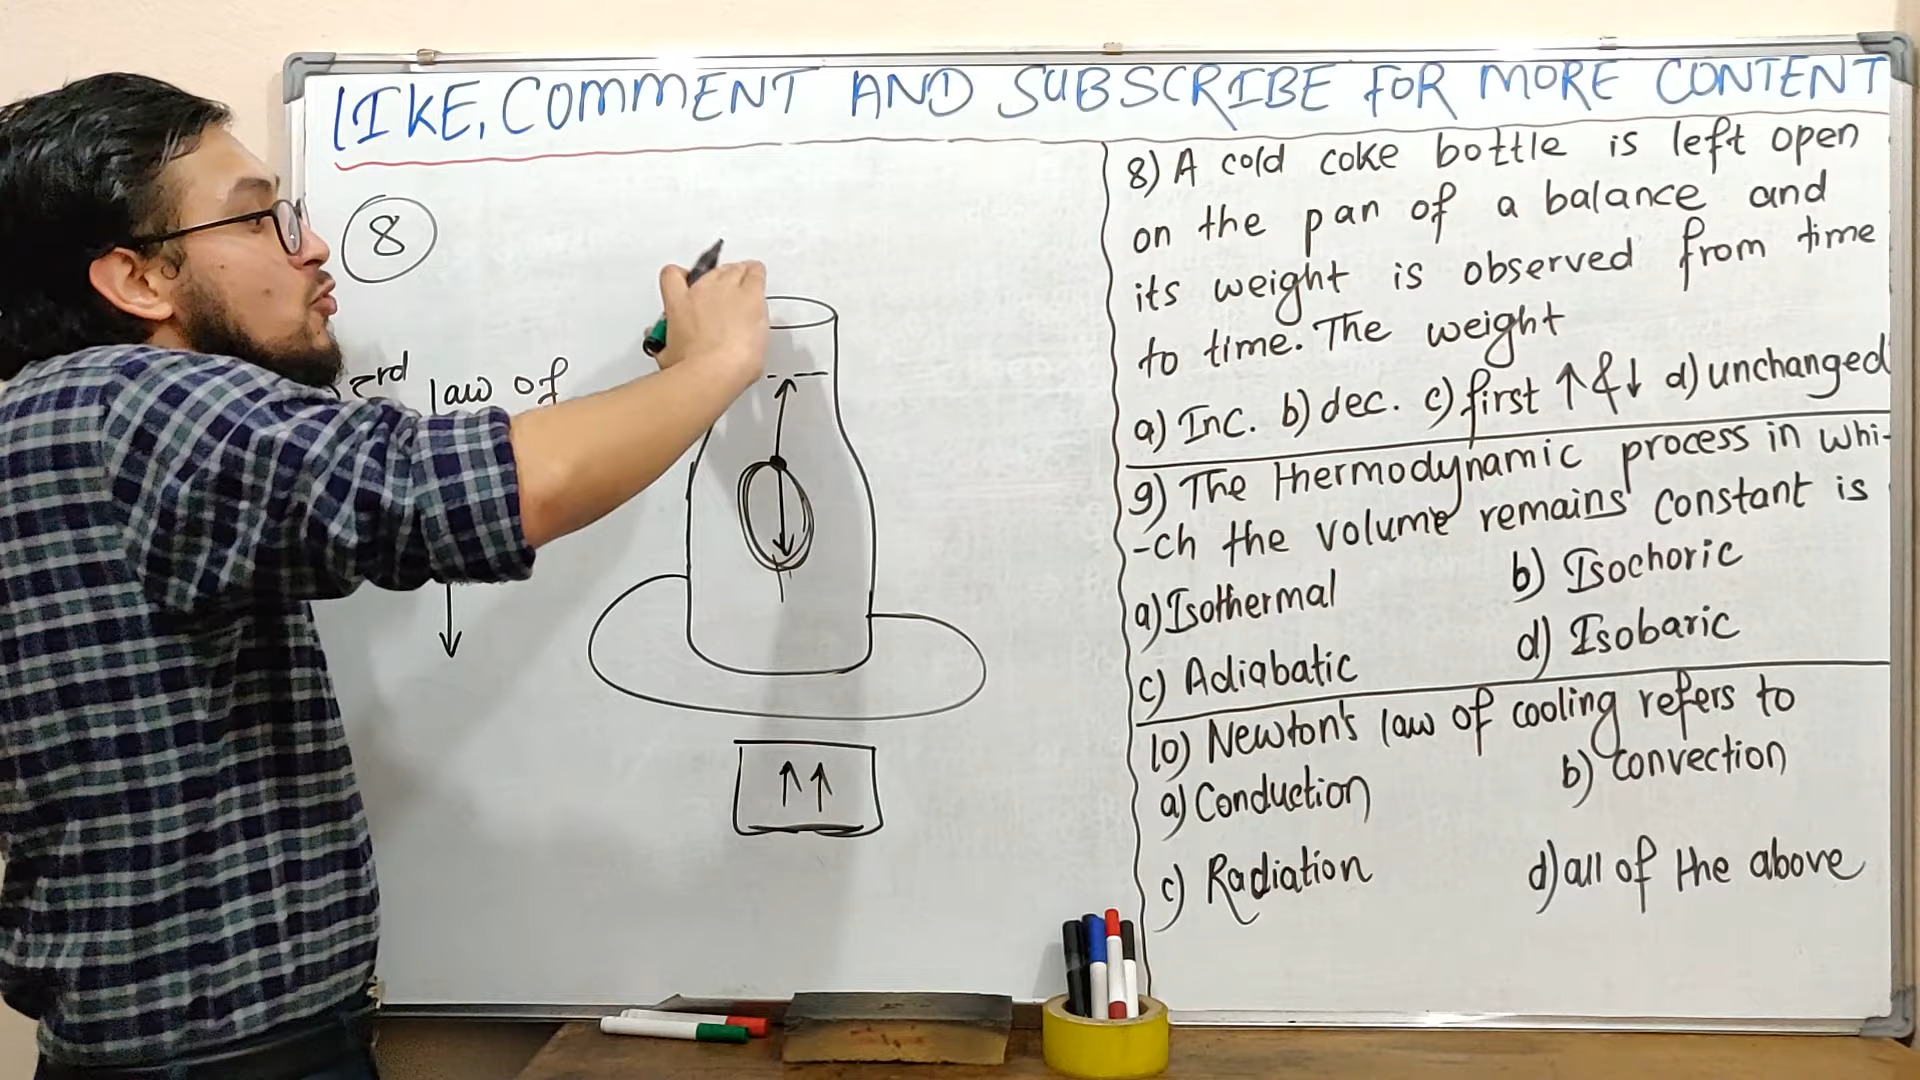 LIKE, COMMENT AND SUBSCRIBE FOR MORE CONTENT
8
3rd law of
8) A cold coke bottle is left open
on the pan of a balance and
its weight is observed from time
to time. The weight
a) Inc. b) dec. c) first ↑ & ↓ d) unchanged
9) The thermodynamic process in whi-
-ch the volume remains constant is
a) Isothermal b) Isochoric
c) Adiabatic d) Isobaric
10) Newton's law of cooling refers to
a) Conduction b) Convection
c) Radiation d) all of the above